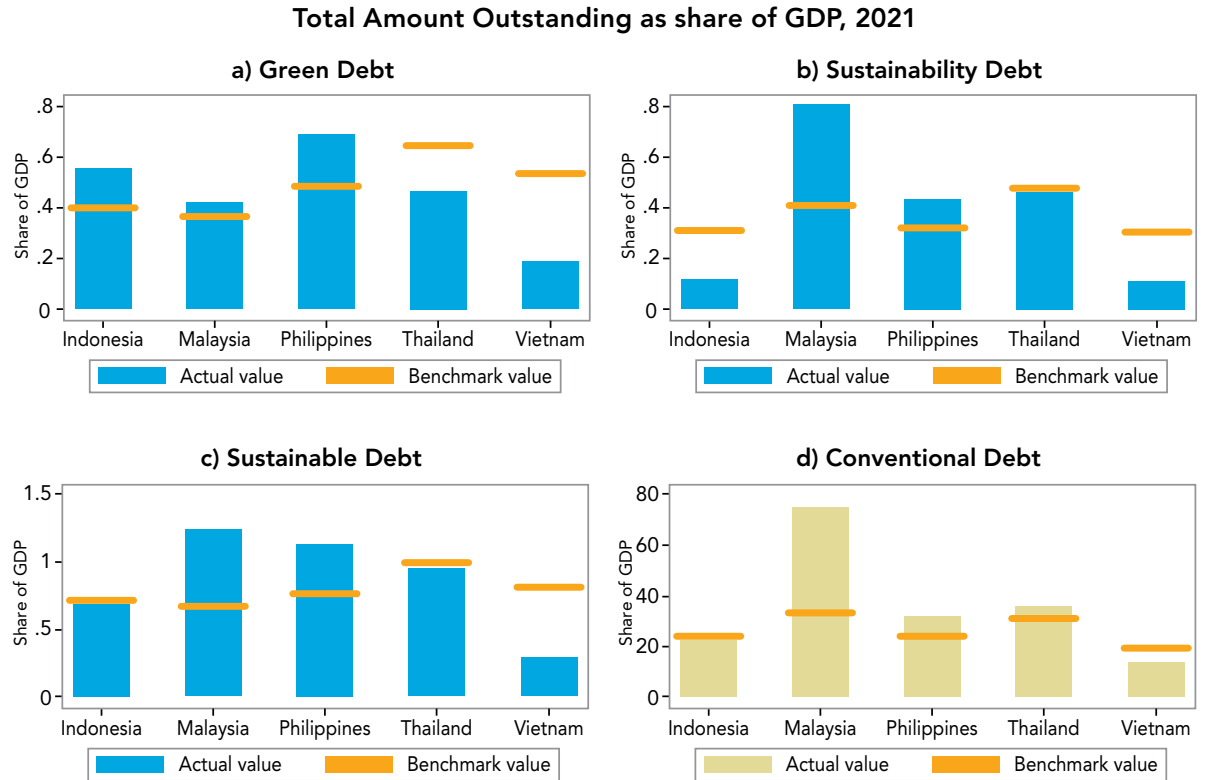 Total Amount Outstanding as share of GDP, 2021
a) Green Debt
Share of GDP
.8
.6
.4
.2
0
Indonesia Malaysia Philippines Thailand Vietnam
Actual value Benchmark value
b) Sustainability Debt
Share of GDP
.8
.6
.4
.2
0
Indonesia Malaysia Philippines Thailand Vietnam
Actual value Benchmark value
c) Sustainable Debt
Share of GDP
1.5
1
.5
0
Indonesia Malaysia Philippines Thailand Vietnam
Actual value Benchmark value
d) Conventional Debt
Share of GDP
80
60
40
20
0
Indonesia Malaysia Philippines Thailand Vietnam
Actual value Benchmark value